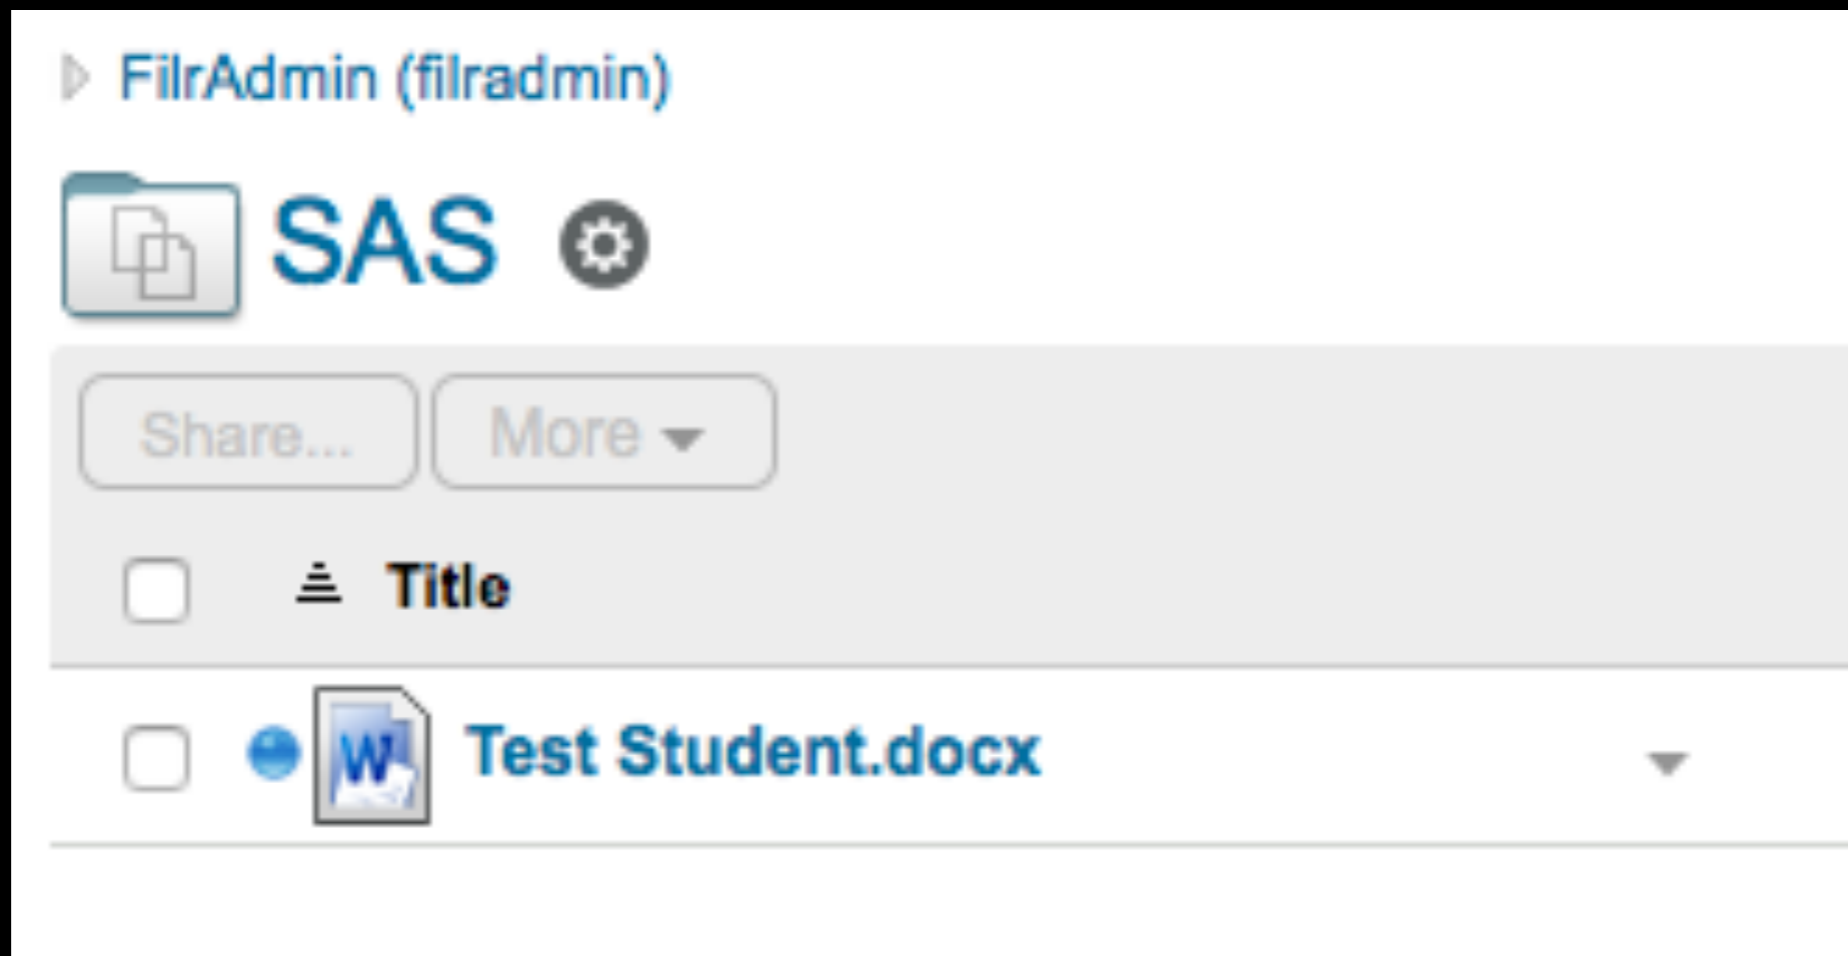 FilrAdmin (filradmin)
SAS
Share... More
Title
Test Student.docx